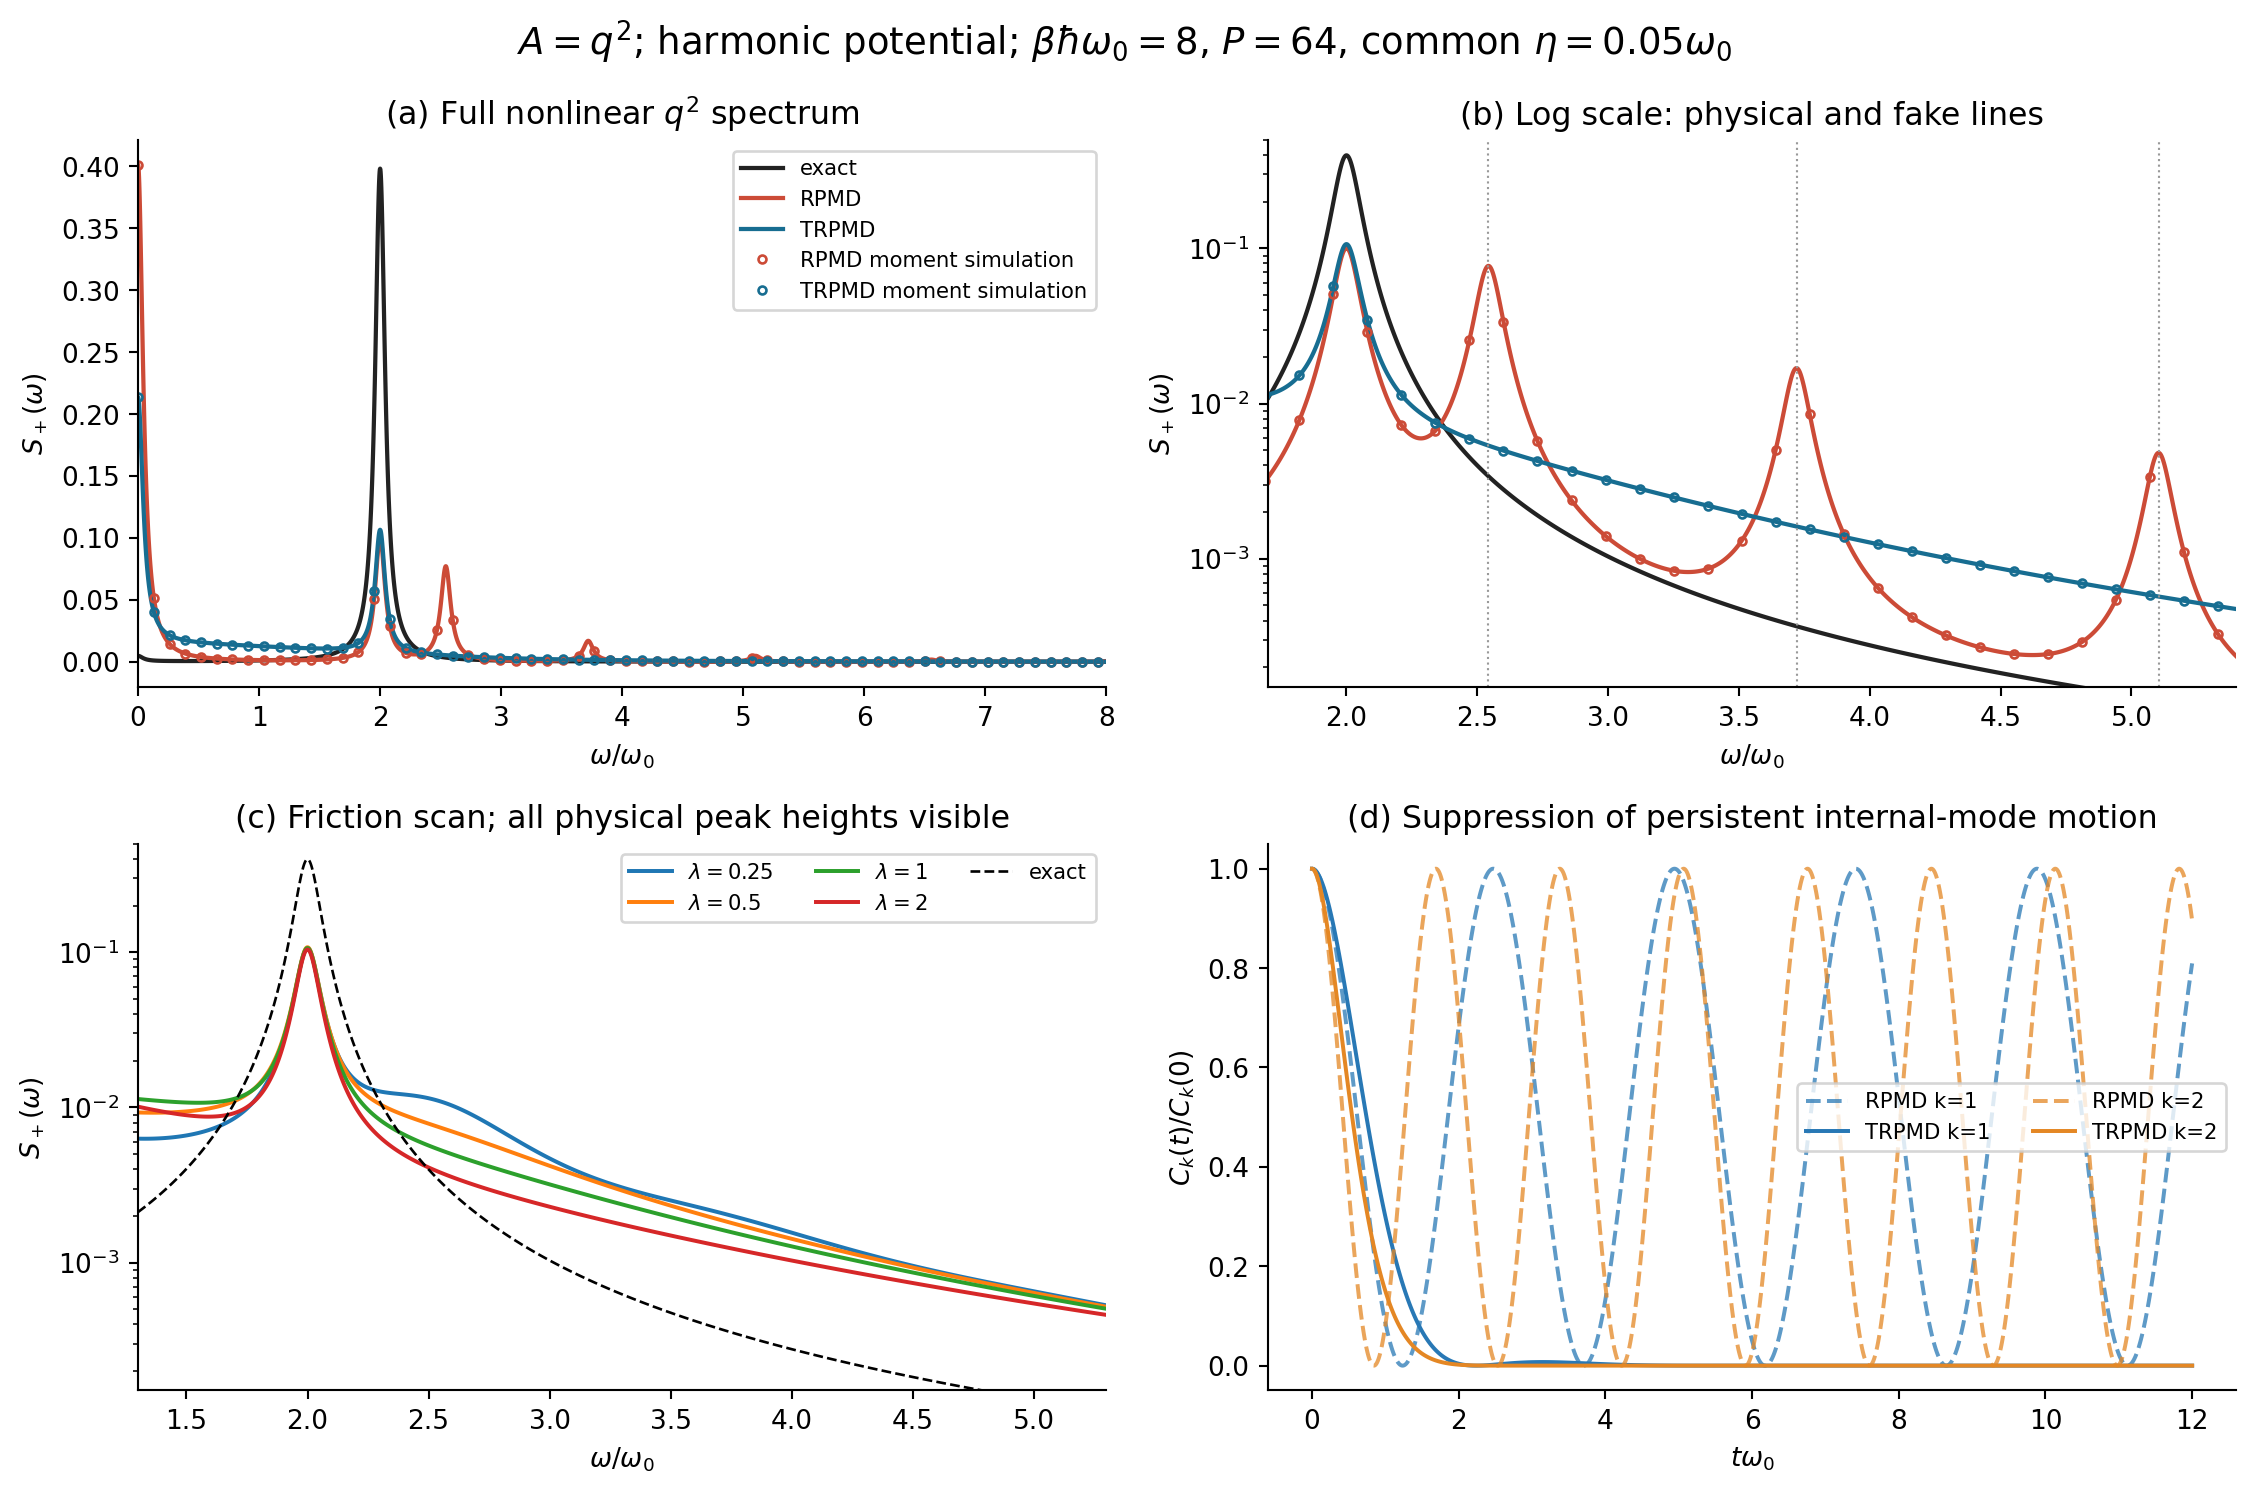 A = q²; harmonic potential; βħω₀ = 8, P = 64, common η = 0.05ω₀
(a) Full nonlinear q² spectrum
S₊(ω)
0.40
0.35
0.30
0.25
0.20
0.15
0.10
0.05
0.00
exact
RPMD
TRPMD
RPMD moment simulation
TRPMD moment simulation
0 1 2 3 4 5 6 7 8
ω/ω₀
(b) Log scale: physical and fake lines
S₊(ω)
10⁻¹
10⁻²
10⁻³
2.0 2.5 3.0 3.5 4.0 4.5 5.0
ω/ω₀
(c) Friction scan; all physical peak heights visible
S₊(ω)
10⁻¹
10⁻²
10⁻³
λ = 0.25 λ = 1 exact
λ = 0.5 λ = 2
1.5 2.0 2.5 3.0 3.5 4.0 4.5 5.0
ω/ω₀
(d) Suppression of persistent internal-mode motion
Cₖ(t)/Cₖ(0)
1.0
0.8
0.6
0.4
0.2
0.0
RPMD k=1 RPMD k=2
TRPMD k=1 TRPMD k=2
0 2 4 6 8 10 12
tω₀